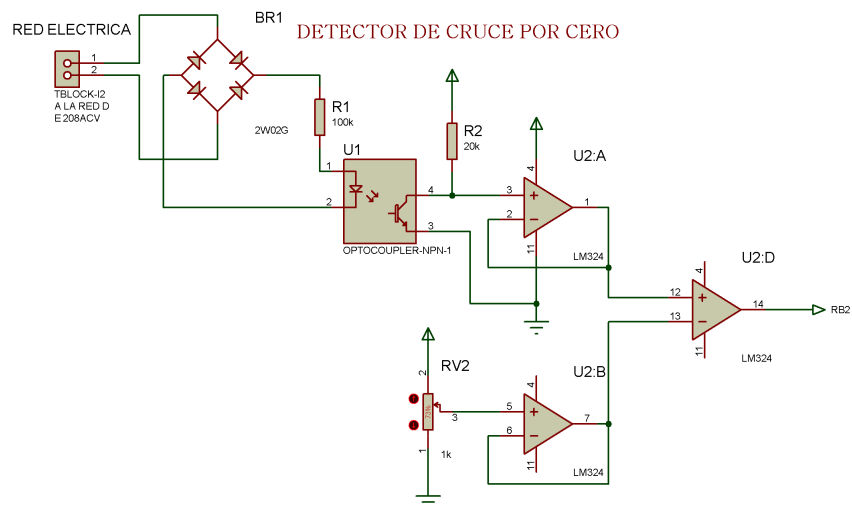 RED ELECTRICA
BR1
DETECTOR DE CRUCE POR CERO
1
2
TBLOCK-I2
A LA RED D
E 208ACV
2W02G
R1
100k
R2
20k
U1
1
2
4
3
OPTOCOUPLER-NPN-1
U2:A
4
3
2
1
11
LM324
U2:D
4
12
13
14
11
RB2
LM324
RV2
2
73%
3
1
1k
U2:B
4
5
6
7
11
LM324